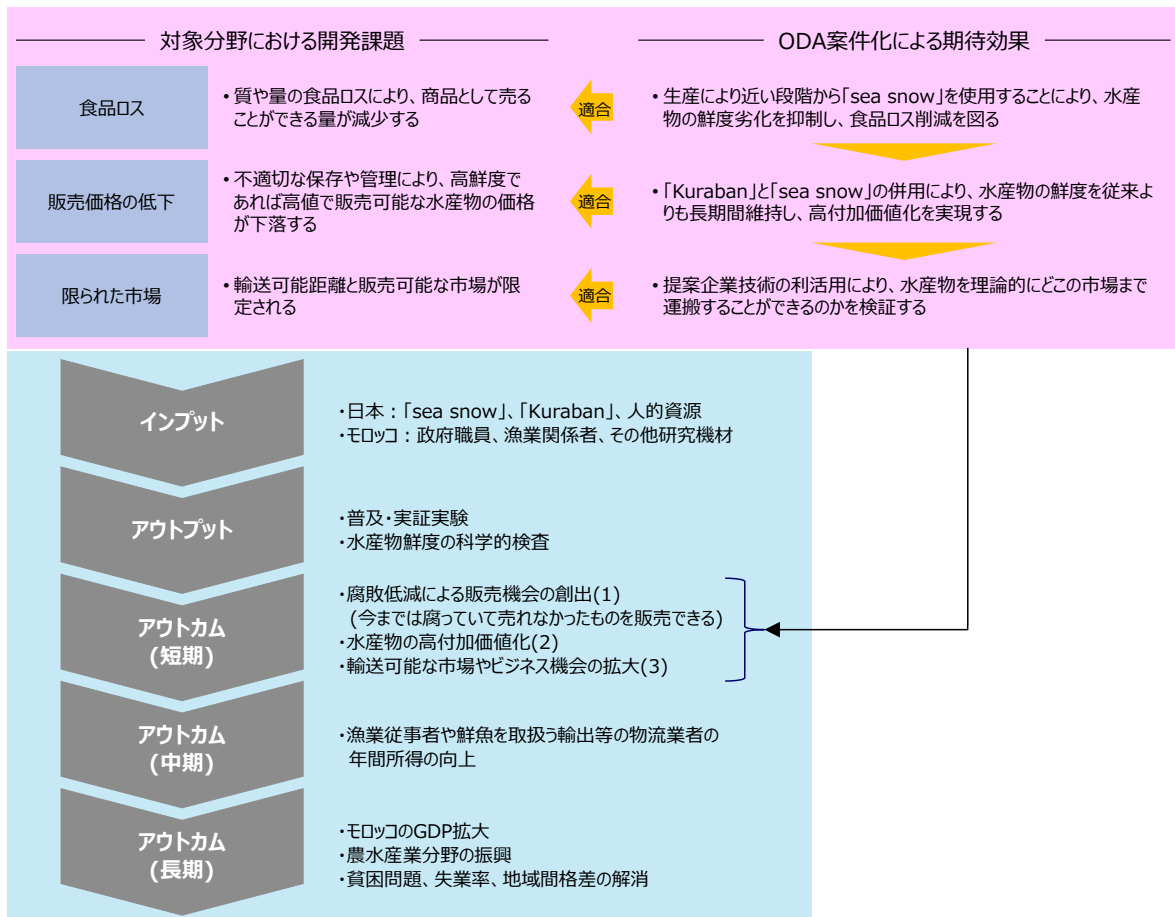 対象分野における開発課題
ODA案件化による期待効果
食品ロス
・質や量の食品ロスにより、商品として売る
ことができる量が減少する
適合
・生産により近い段階から「sea snow」を使用することにより、水産
物の鮮度劣化を抑制し、食品ロス削減を図る
販売価格の低下
・不適切な保存や管理により、高鮮度で
あれば高値で販売可能な水産物の価格
が下落する
適合
・「Kuraban」と「sea snow」の併用により、水産物の鮮度を従来よ
りも長期間維持し、高付加価値化を実現する
限られた市場
・輸送可能距離と販売可能な市場が限
定される
適合
・提案企業技術の利活用により、水産物を理論的にどこの市場まで
運搬することができるのかを検証する
インプット
・日本：「sea snow」、「Kuraban」、人的資源
・モロッコ：政府職員、漁業関係者、その他研究機材
アウトプット
・普及・実証実験
・水産物鮮度の科学的検査
アウトカム
(短期)
・腐敗低減による販売機会の創出(1)
(今までは腐っていて売れなかったものを販売できる)
・水産物の高付加価値化(2)
・輸送可能な市場やビジネス機会の拡大(3)
アウトカム
(中期)
・漁業従事者や鮮魚を取扱う輸出等の物流業者の
年間所得の向上
アウトカム
(長期)
・モロッコのGDP拡大
・農水産業分野の振興
・貧困問題、失業率、地域間格差の解消